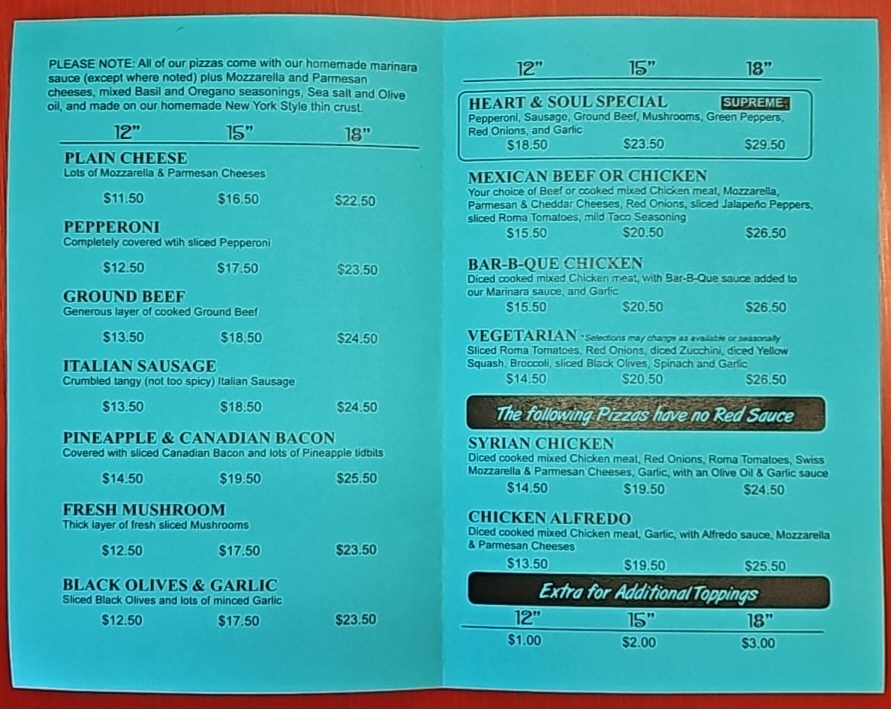 PLEASE NOTE: All of our pizzas come with our homemade marinara
sauce (except where noted) plus Mozzarella and Parmesan
cheeses, mixed Basil and Oregano seasonings, Sea salt and Olive
oil, and made on our homemade New York Style thin crust.
12" 15" 18"
PLAIN CHEESE
Lots of Mozzarella & Parmesan Cheeses
$11.50 $16.50 $22.50
PEPPERONI
Completely covered wtih sliced Pepperoni
$12.50 $17.50 $23.50
GROUND BEEF
Generous layer of cooked Ground Beef
$13.50 $18.50 $24.50
ITALIAN SAUSAGE
Crumbled tangy (not too spicy) Italian Sausage
$13.50 $18.50 $24.50
PINEAPPLE & CANADIAN BACON
Covered with sliced Canadian Bacon and lots of Pineapple tidbits
$14.50 $19.50 $25.50
FRESH MUSHROOM
Thick layer of fresh sliced Mushrooms
$12.50 $17.50 $23.50
BLACK OLIVES & GARLIC
Sliced Black Olives and lots of minced Garlic
$12.50 $17.50 $23.50
12" 15" 18"
HEART & SOUL SPECIAL SUPREME
Pepperoni, Sausage, Ground Beef, Mushrooms, Green Peppers,
Red Onions, and Garlic
$18.50 $23.50 $29.50
MEXICAN BEEF OR CHICKEN
Your choice of Beef or cooked mixed Chicken meat, Mozzarella,
Parmesan & Cheddar Cheeses, Red Onions, sliced Jalapeño Peppers,
sliced Roma Tomatoes, mild Taco Seasoning
$15.50 $20.50 $26.50
BAR-B-QUE CHICKEN
Diced cooked mixed Chicken meat, with Bar-B-Que sauce added to
our Marinara sauce, and Garlic
$15.50 $20.50 $26.50
VEGETARIAN *Selections may change as available or seasonally
Sliced Roma Tomatoes, Red Onions, diced Zucchini, diced Yellow
Squash, Broccoli, sliced Black Olives, Spinach and Garlic
$14.50 $20.50 $26.50
The following Pizzas have no Red Sauce
SYRIAN CHICKEN
Diced cooked mixed Chicken meat, Red Onions, Roma Tomatoes, Swiss
Mozzarella & Parmesan Cheeses, Garlic, with an Olive Oil & Garlic sauce
$14.50 $19.50 $24.50
CHICKEN ALFREDO
Diced cooked mixed Chicken meat, Garlic, with Alfredo sauce, Mozzarella
& Parmesan Cheeses
$13.50 $19.50 $25.50
Extra for Additional Toppings
12" 15" 18"
$1.00 $2.00 $3.00